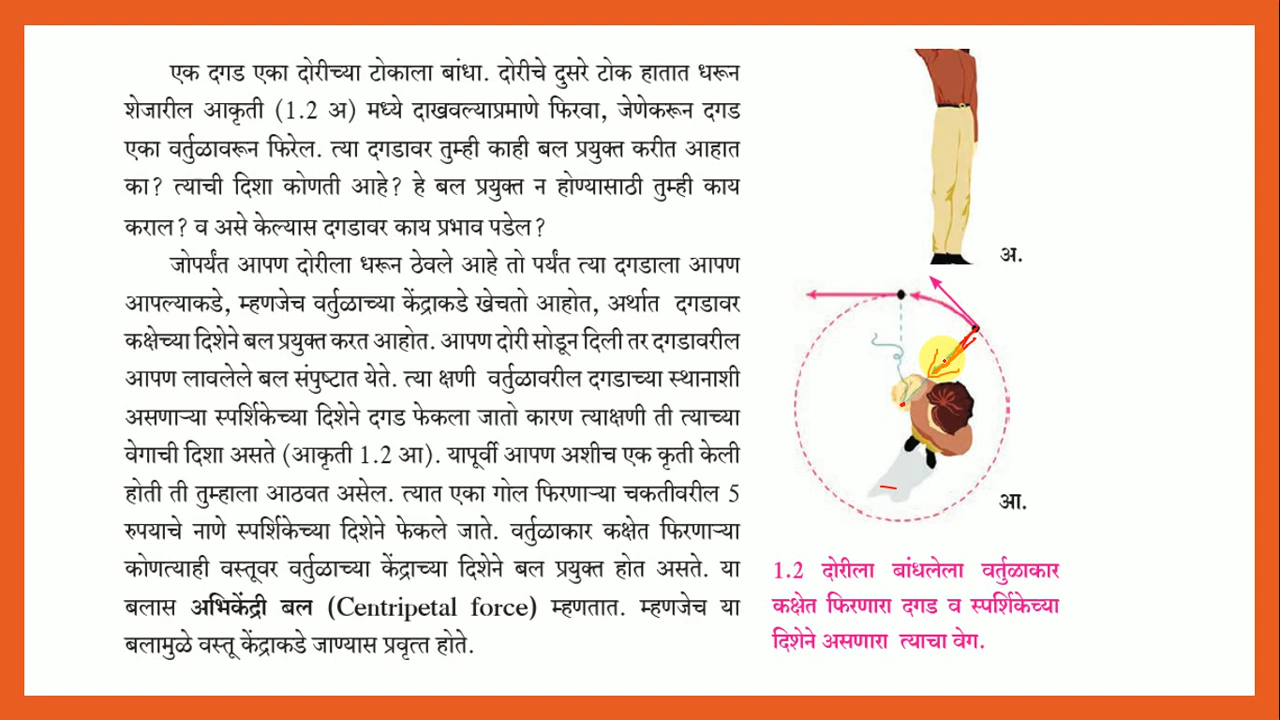 एक दगड एका दोरीच्या टोकाला बांधा. दोरीचे दुसरे टोक हातात धरून
शेजारील आकृती (1.2 अ) मध्ये दाखवल्याप्रमाणे फिरवा, जेणेकरून दगड
एका वर्तुळावरून फिरेल. त्या दगडावर तुम्ही काही बल प्रयुक्त करीत आहात
का? त्याची दिशा कोणती आहे? हे बल प्रयुक्त न होण्यासाठी तुम्ही काय
कराल? व असे केल्यास दगडावर काय प्रभाव पडेल?
जोपर्यंत आपण दोरीला धरून ठेवले आहे तो पर्यंत त्या दगडाला आपण
आपल्याकडे, म्हणजेच वर्तुळाच्या केंद्राकडे खेचतो आहोत, अर्थात दगडावर
कक्षेच्या दिशेने बल प्रयुक्त करत आहोत. आपण दोरी सोडून दिली तर दगडावरील
आपण लावलेले बल संपुष्टात येते. त्या क्षणी वर्तुळावरील दगडाच्या स्थानाशी
असणाऱ्या स्पर्शिकेच्या दिशेने दगड फेकला जातो कारण त्याक्षणी ती त्याच्या
वेगाची दिशा असते (आकृती 1.2 आ). यापूर्वी आपण अशीच एक कृती केली
होती ती तुम्हाला आठवत असेल. त्यात एका गोल फिरणाऱ्या चकतीवरील 5
रुपयाचे नाणे स्पर्शिकेच्या दिशेने फेकले जाते. वर्तुळाकार कक्षेत फिरणाऱ्या
कोणत्याही वस्तूवर वर्तुळाच्या केंद्राच्या दिशेने बल प्रयुक्त होत असते. या
बलास अभिकेंद्री बल (Centripetal force) म्हणतात. म्हणजेच या
बलामुळे वस्तू केंद्राकडे जाण्यास प्रवृत्त होते.
अ.
आ.
1.2 दोरीला बांधलेला वर्तुळाकार
कक्षेत फिरणारा दगड व स्पर्शिकेच्या
दिशेने असणारा त्याचा वेग.